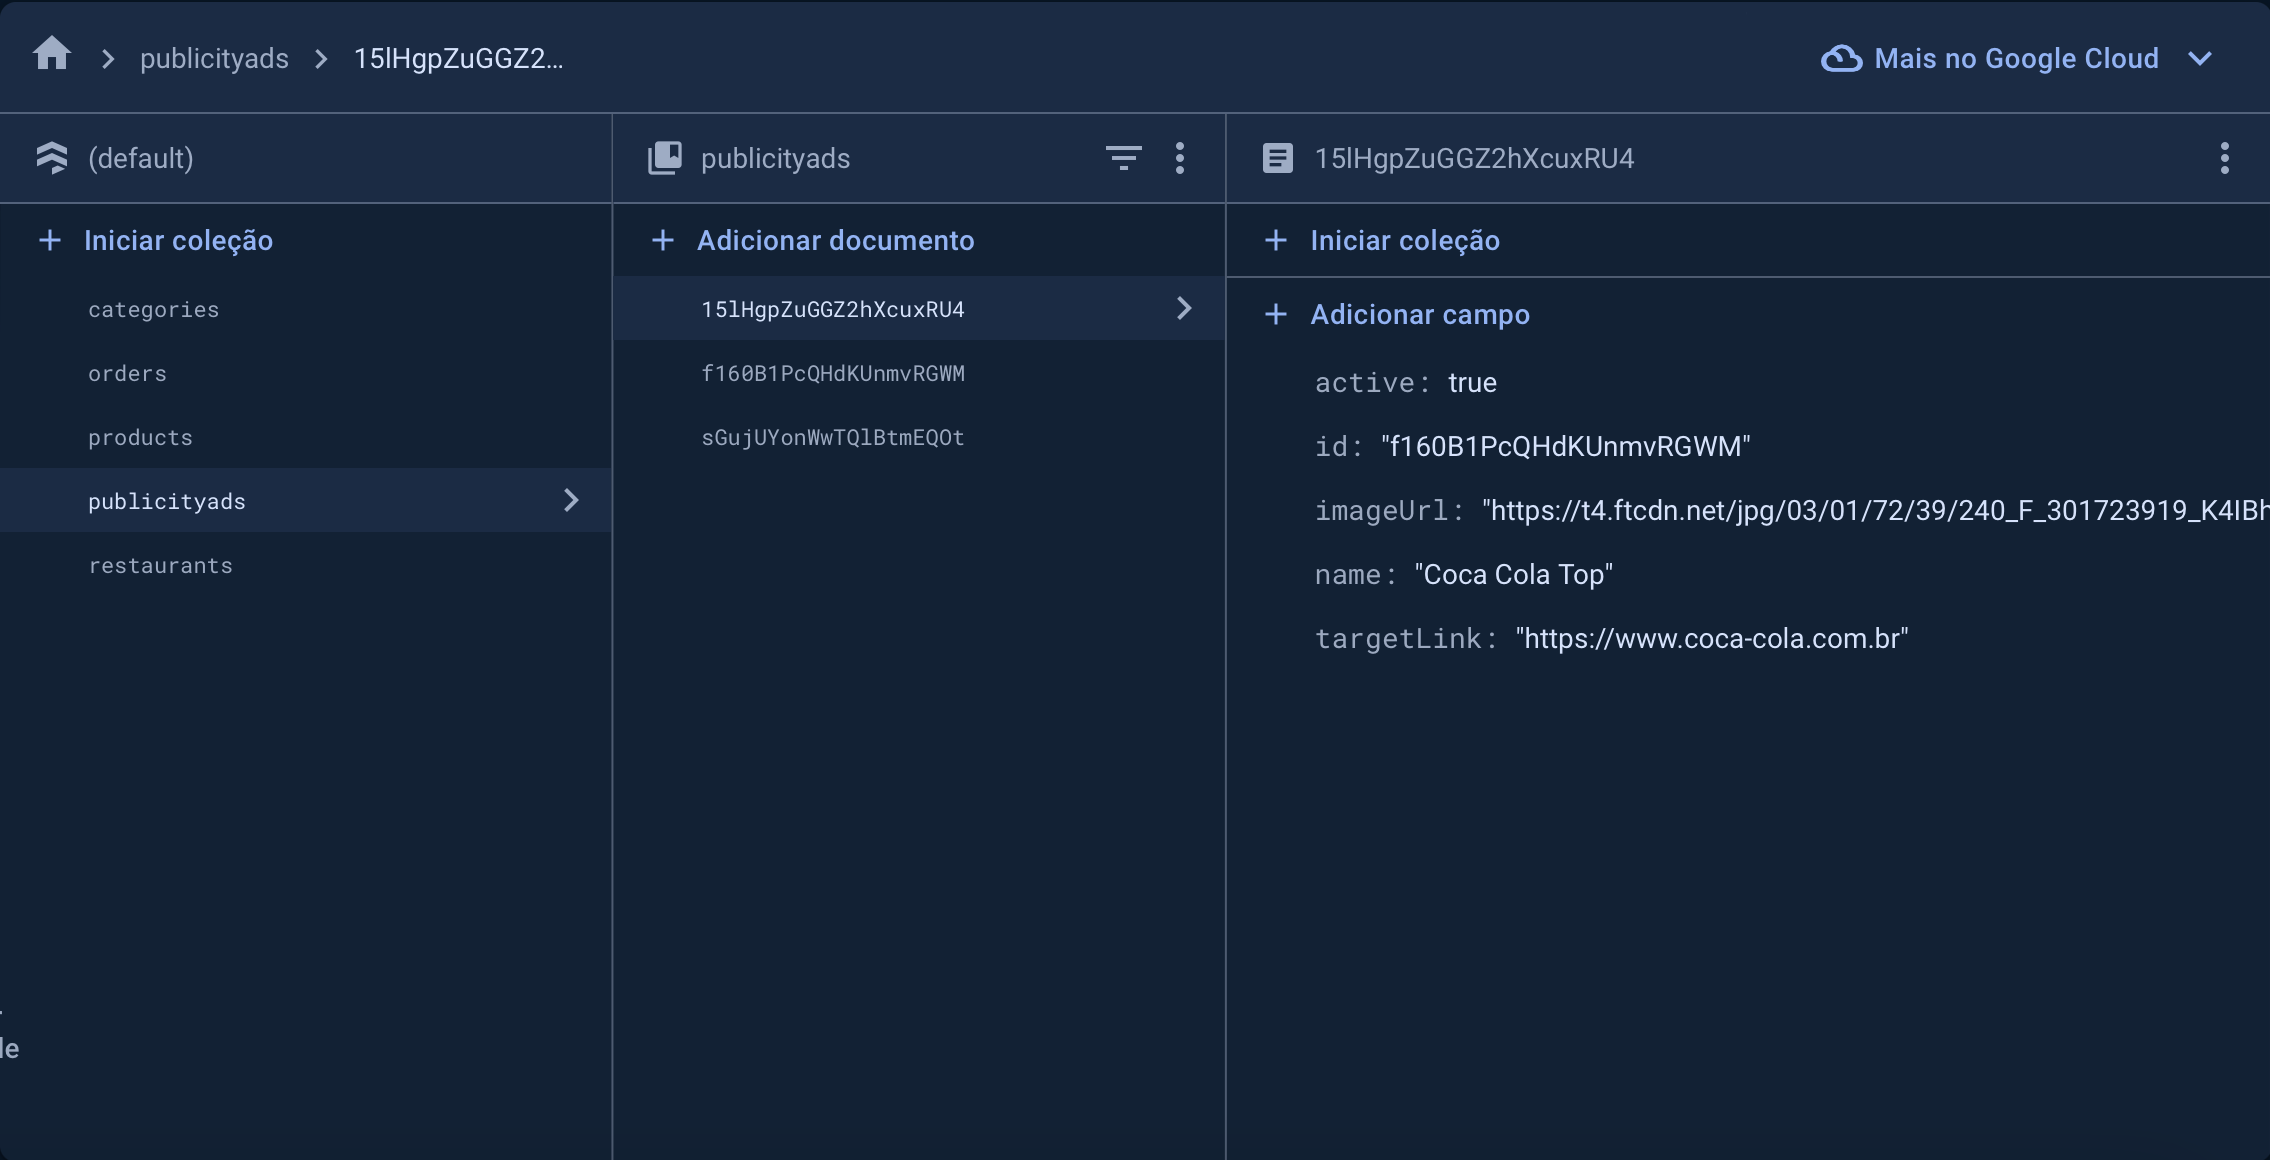 publicityads
15lHgpZuGGZ2...
Mais no Google Cloud
(default)
Iniciar coleção
categories
orders
products
publicityads
restaurants
le
publicityads
Adicionar documento
15lHgpZuGGZ2hXcuxRU4
f160B1PcQHdKUnmvRGWM
sGujUYonWwTQlBtmEQOt
15lHgpZuGGZ2hXcuxRU4
Iniciar coleção
Adicionar campo
active: true
id: "f160B1PcQHdKUnmvRGWM"
imageUrl: "https://t4.ftcdn.net/jpg/03/01/72/39/240_F_301723919_K4IBh
name: "Coca Cola Top"
targetLink: "https://www.coca-cola.com.br"